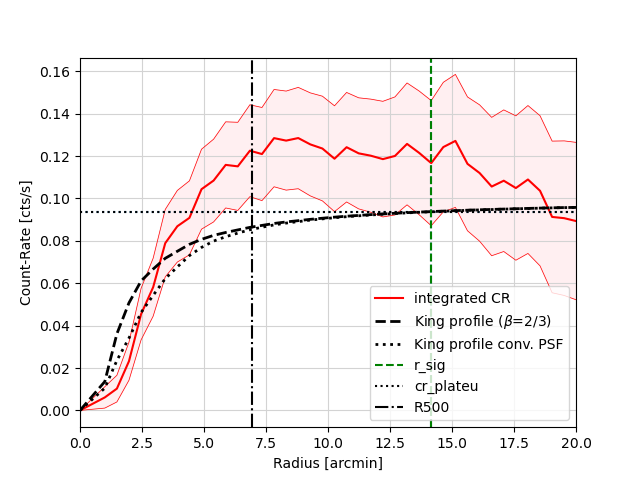 0.16
0.14
0.12
0.10
0.08
0.06
0.04
0.02
0.00
Count-Rate [cts/s]
integrated CR
King profile (β=2/3)
King profile conv. PSF
r_sig
cr_plateu
R500
0.0 2.5 5.0 7.5 10.0 12.5 15.0 17.5 20.0
Radius [arcmin]